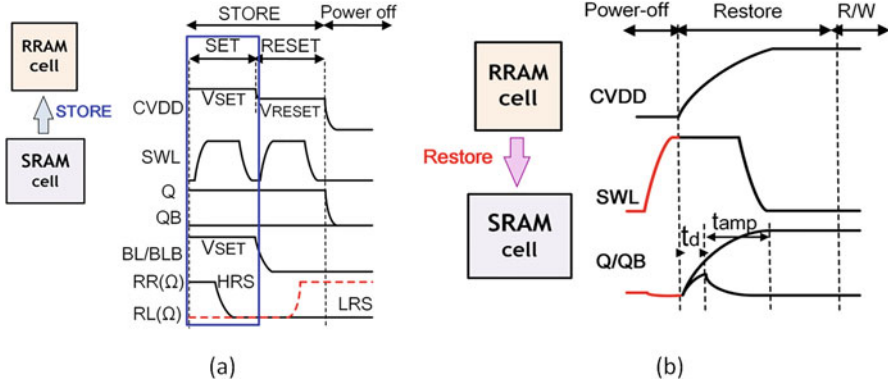 RRAM
cell
STORE
SRAM
cell
STORE
Power off
SET
RESET
CVDD
VSET
VRESET
SWL
Q
QB
BL/BLB
VSET
RR(Ω)
HRS
RL(Ω)
LRS
(a)
Power-off
Restore
R/W
RRAM
cell
CVDD
Restore
SRAM
cell
SWL
td
tamp
Q/QB
(b)